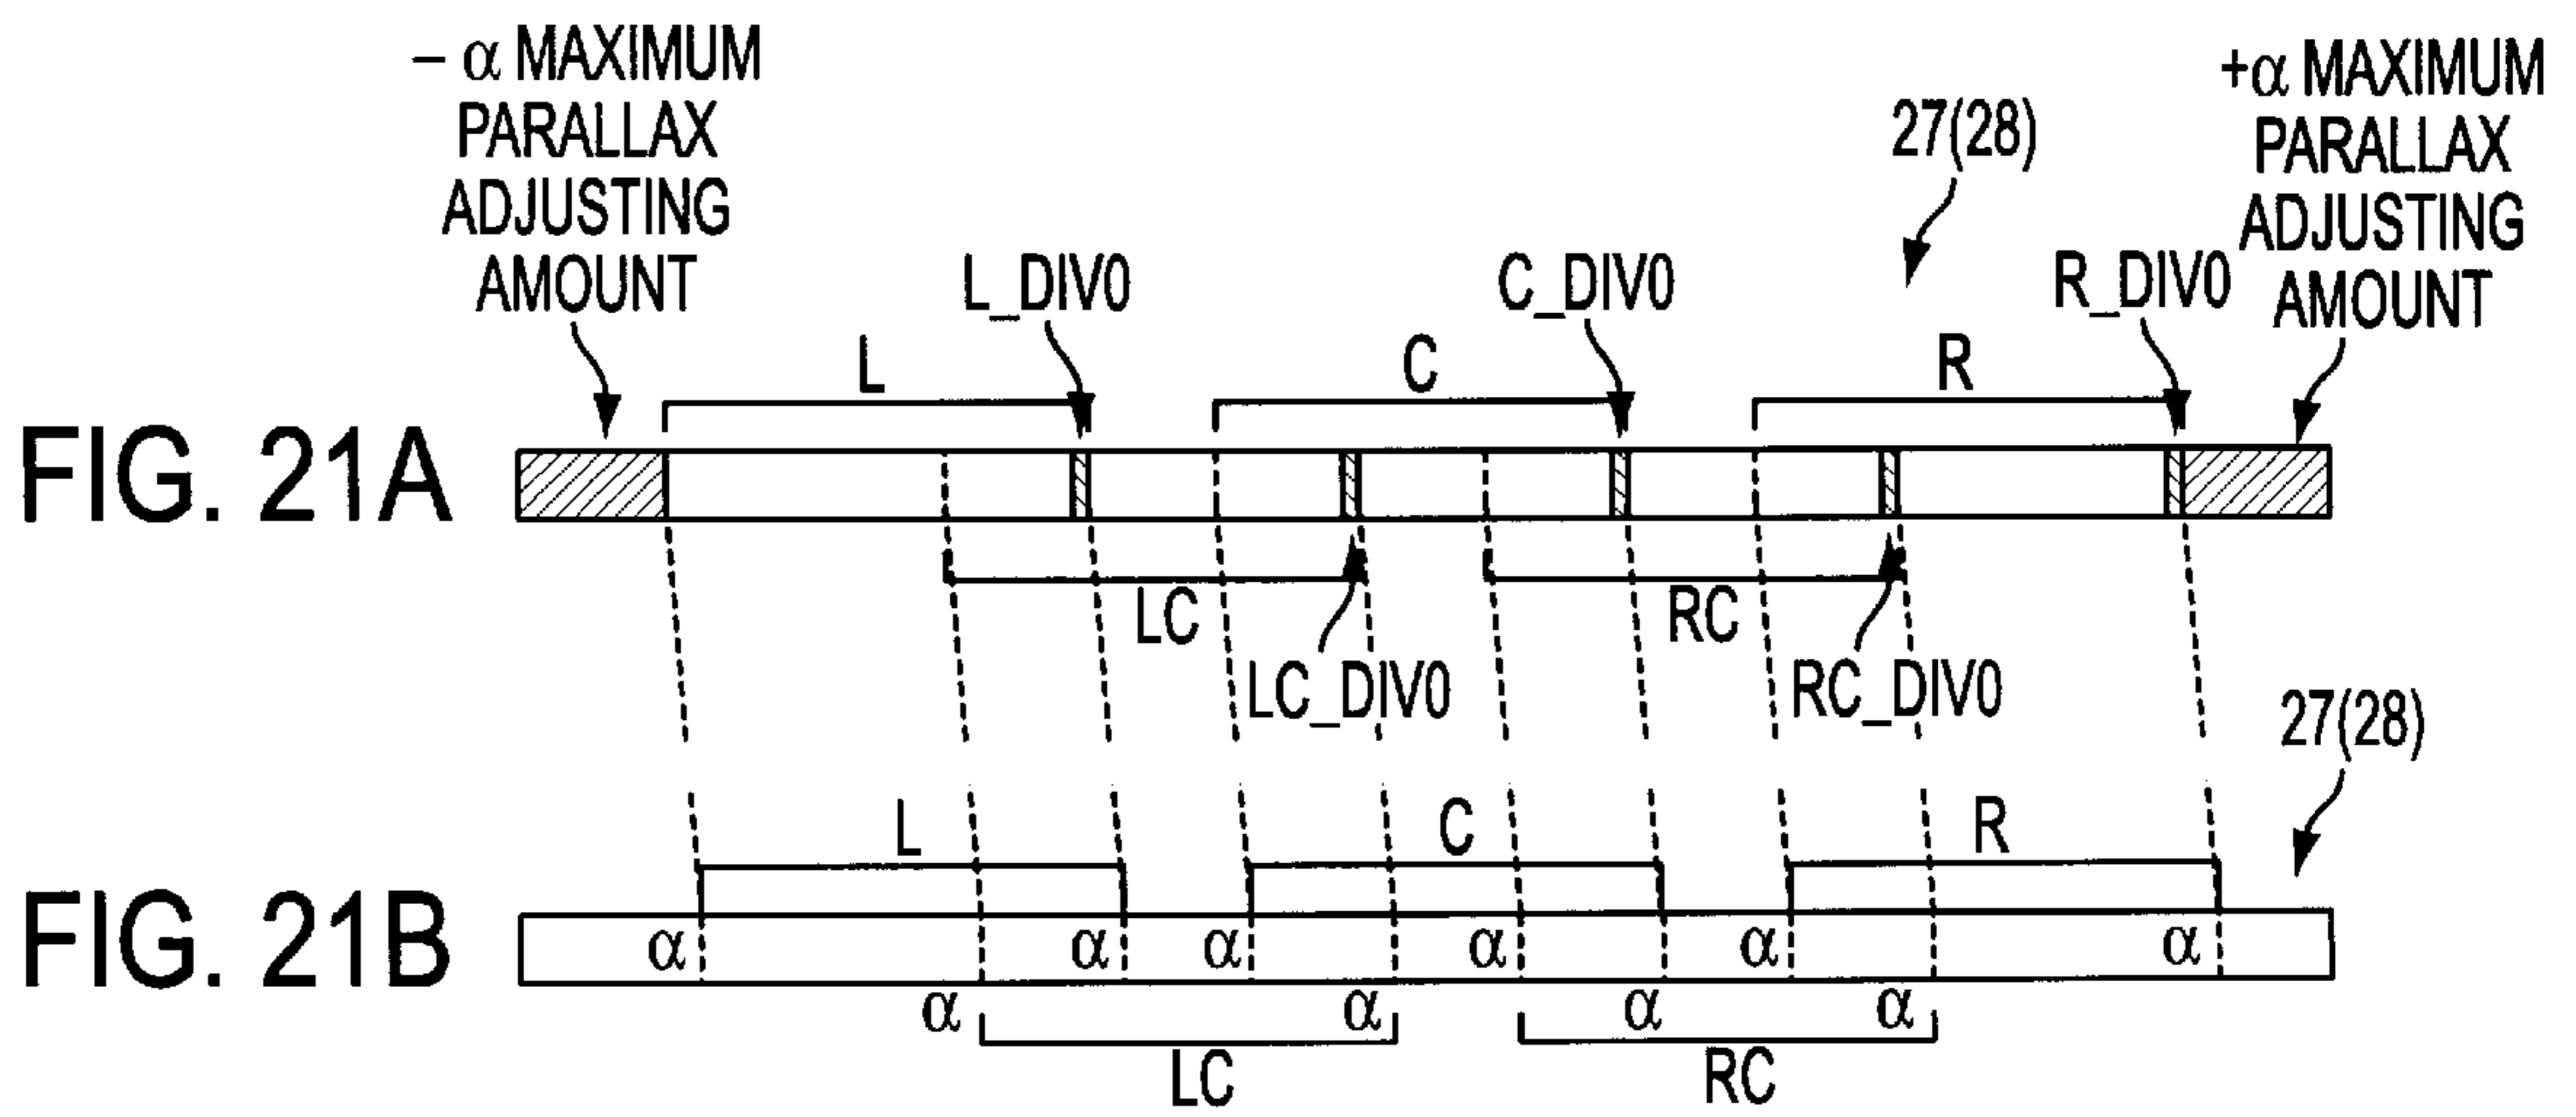 – α MAXIMUM
PARALLAX
ADJUSTING
AMOUNT
+α MAXIMUM
PARALLAX
ADJUSTING
AMOUNT
27(28)
L_DIV0
C_DIV0
R_DIV0
L
C
R
FIG. 21A
LC
RC
LC_DIV0
RC_DIV0
27(28)
L
C
R
FIG. 21B
α α α α α α
α α α α
LC
RC